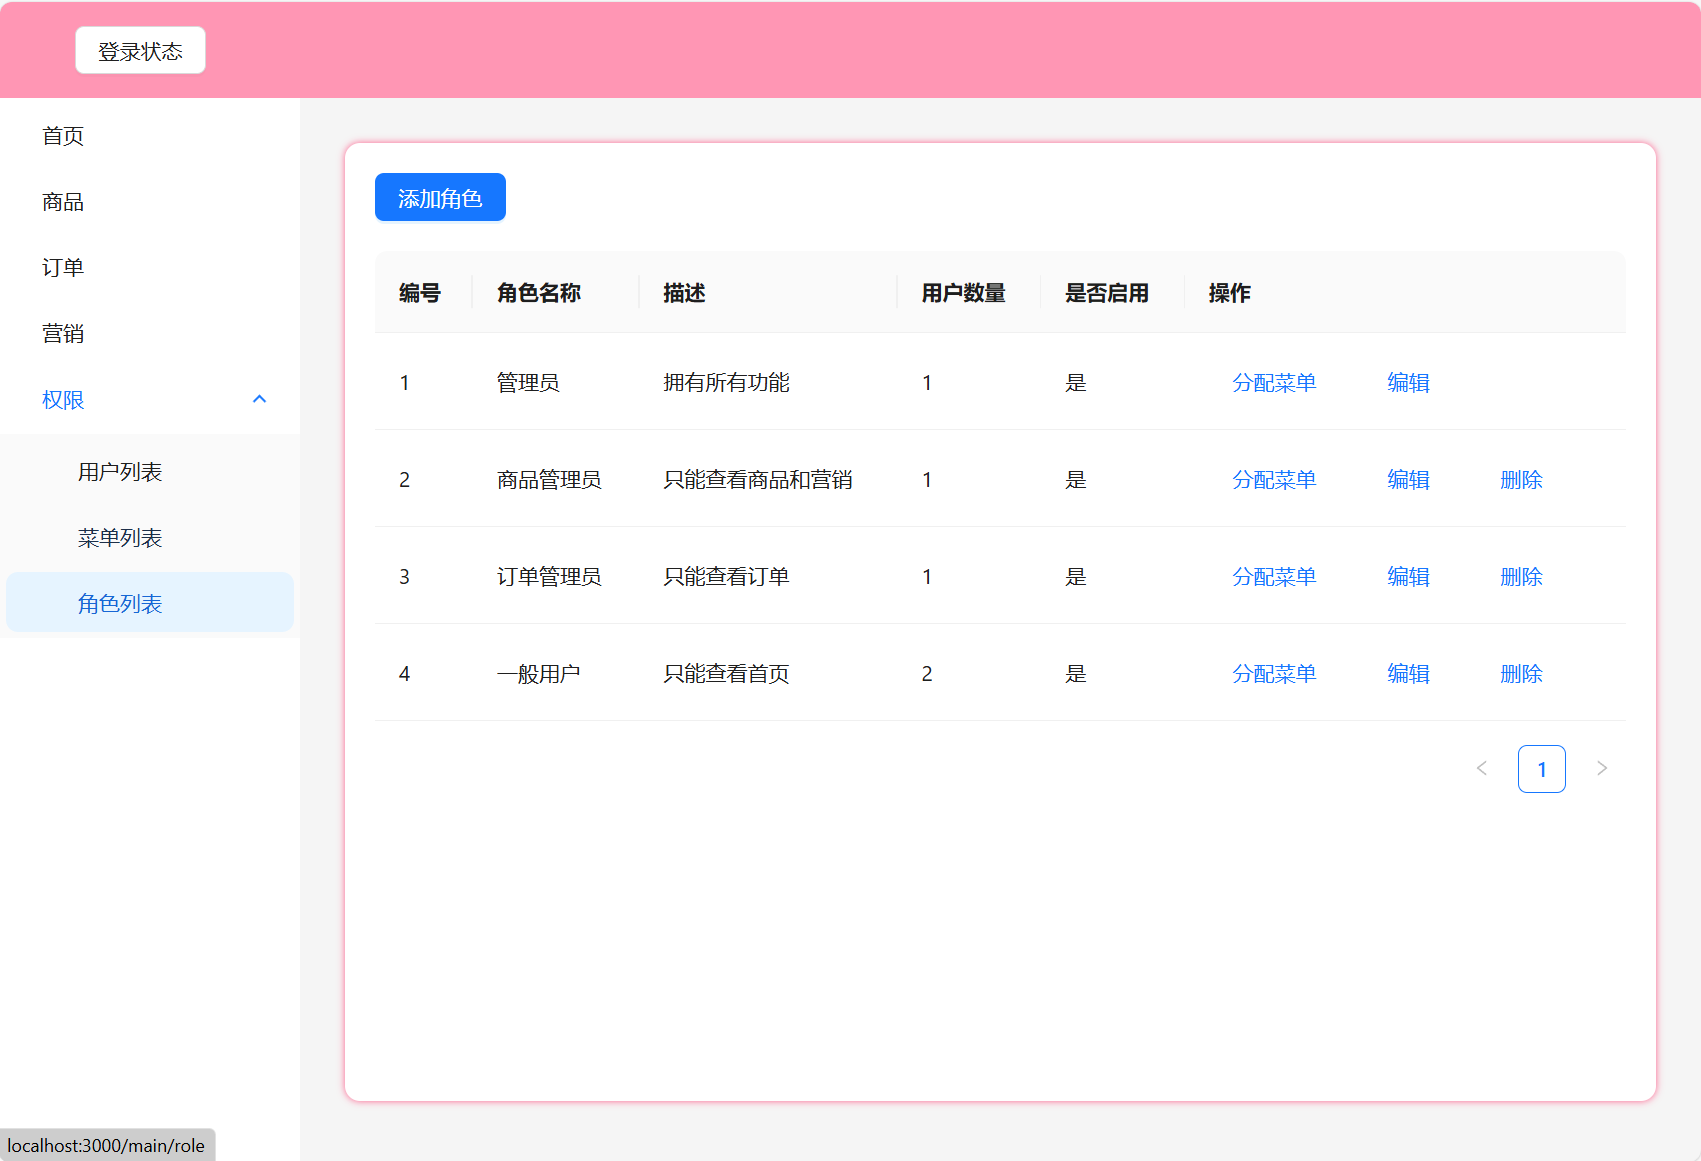 登录状态
首页
商品
订单
营销
权限
用户列表
菜单列表
角色列表
添加角色
编号 角色名称 描述 用户数量 是否启用 操作
1 管理员 拥有所有功能 1 是 分配菜单 编辑
2 商品管理员 只能查看商品和营销 1 是 分配菜单 编辑 删除
3 订单管理员 只能查看订单 1 是 分配菜单 编辑 删除
4 一般用户 只能查看首页 2 是 分配菜单 编辑 删除
1
localhost:3000/main/role